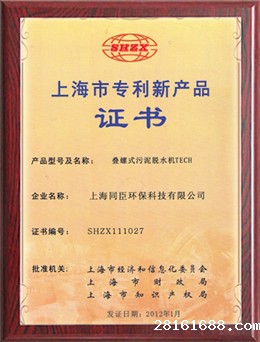 SHZX
上海市专利新产品
证书
产品型号及名称: 叠螺式污泥脱水机TECH
企业名称: 上海同臣环保科技有限公司
证书编号: SHZX111027
批准机关: 上海市经济和信息化委员会
上海市财政局
上海市知识产权局
发证日期:2012年1月
28161688.com